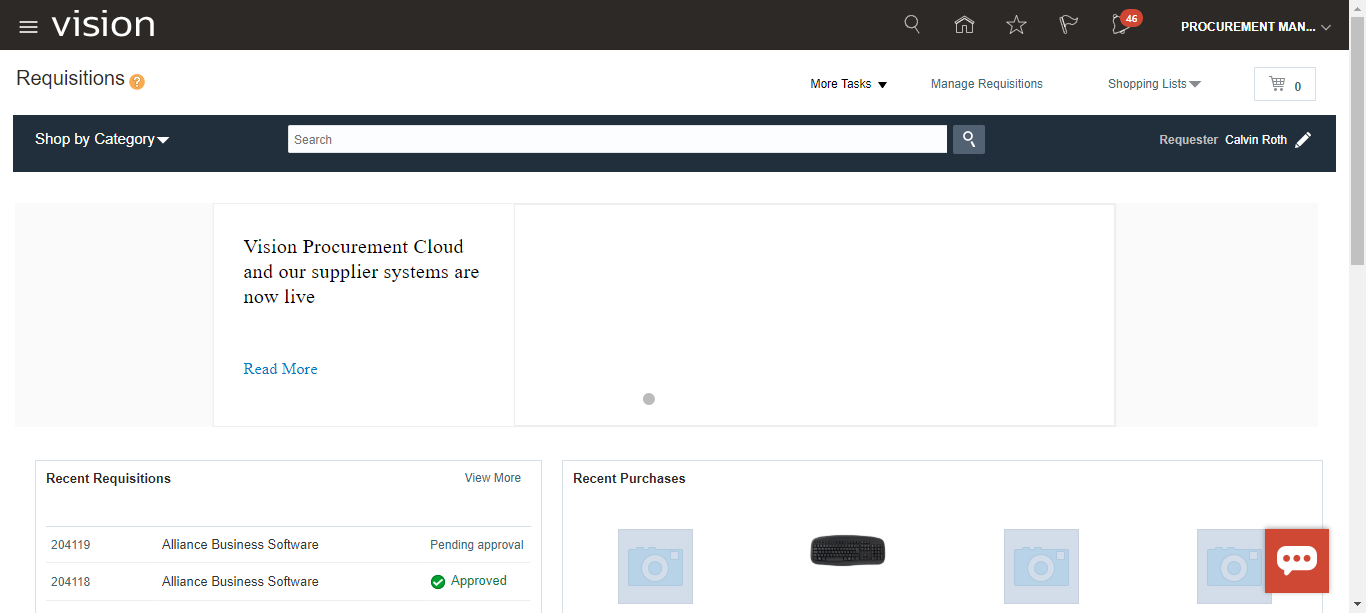 vision
46
PROCUREMENT MAN...
Requisitions ?
More Tasks
Manage Requisitions
Shopping Lists
0
Shop by Category
Search
Requester Calvin Roth
Vision Procurement Cloud
and our supplier systems are
now live
Read More
Recent Requisitions
View More
204119 Alliance Business Software Pending approval
204118 Alliance Business Software Approved
Recent Purchases